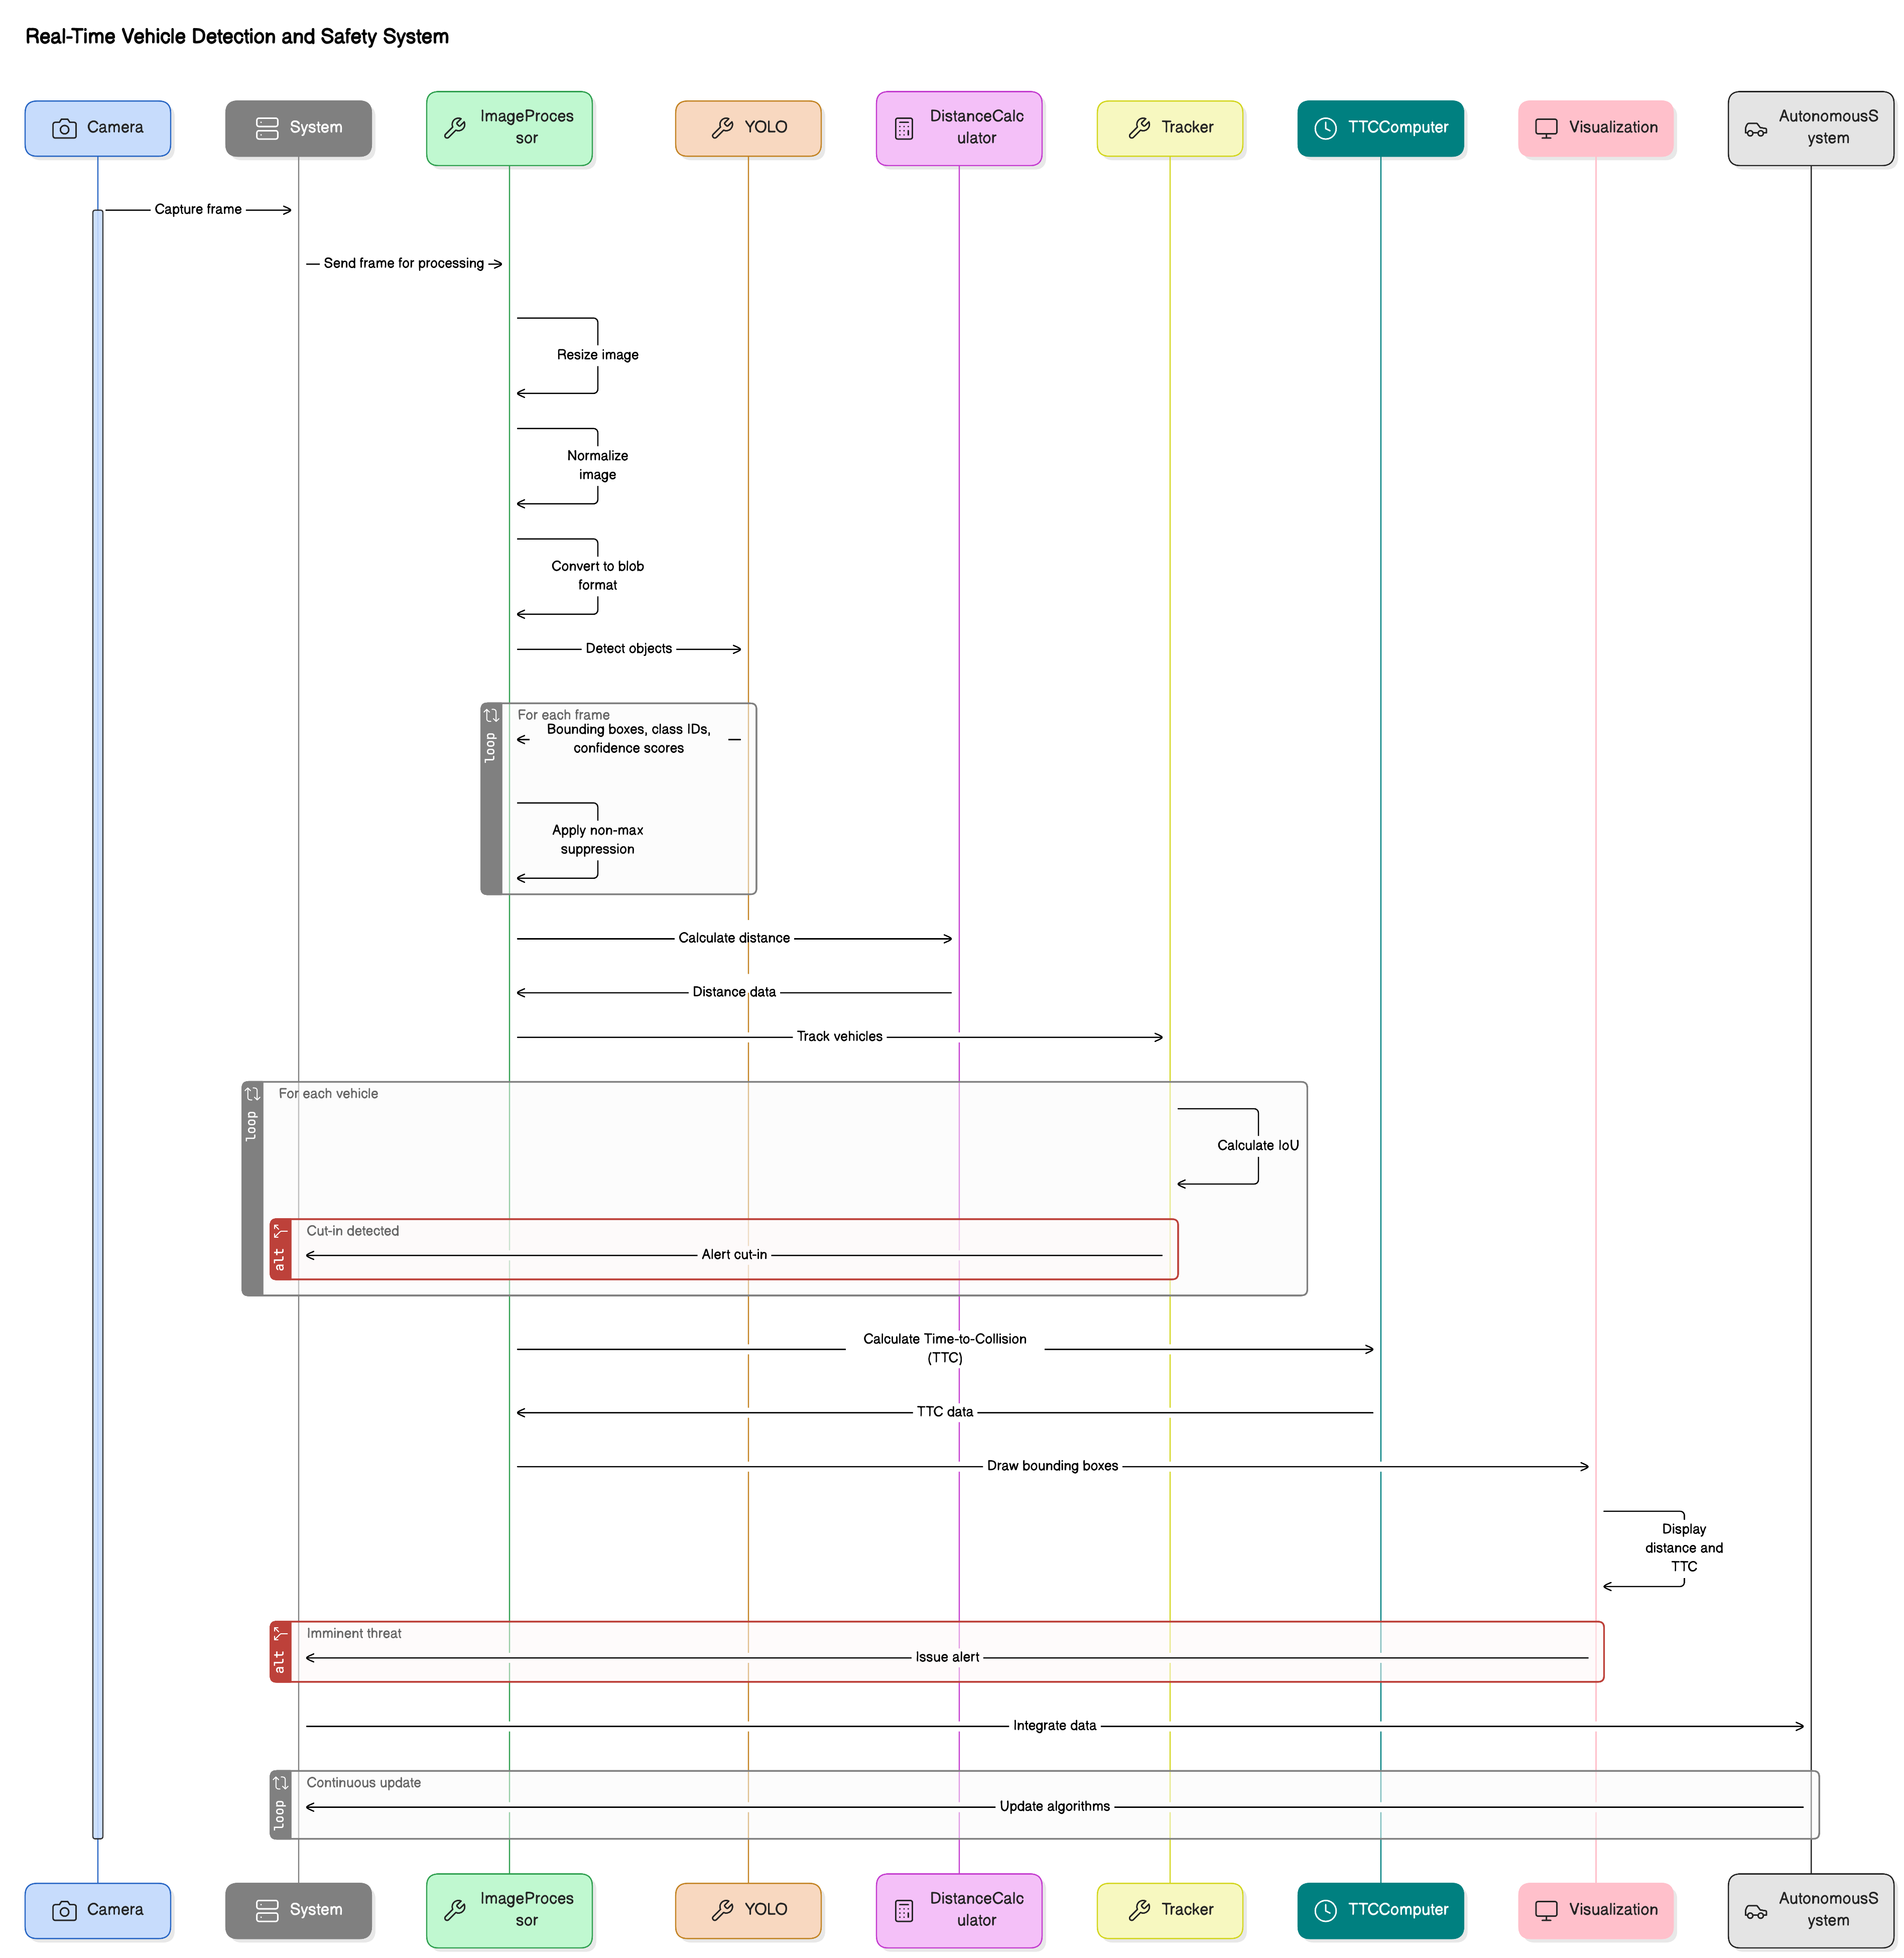 Real-Time Vehicle Detection and Safety System
Camera
System
ImageProces
sor
YOLO
DistanceCalc
ulator
Tracker
TTCComputer
Visualization
AutonomousS
ystem
Capture frame
Send frame for processing
Resize image
Normalize
image
Convert to blob
format
Detect objects
loop
For each frame
Bounding boxes, class IDs,
confidence scores
Apply non-max
suppression
Calculate distance
Distance data
Track vehicles
loop
For each vehicle
Calculate IoU
alt
Cut-in detected
Alert cut-in
Calculate Time-to-Collision
(TTC)
TTC data
Draw bounding boxes
Display
distance and
TTC
alt
Imminent threat
Issue alert
Integrate data
loop
Continuous update
Update algorithms
Camera
System
ImageProces
sor
YOLO
DistanceCalc
ulator
Tracker
TTCComputer
Visualization
AutonomousS
ystem